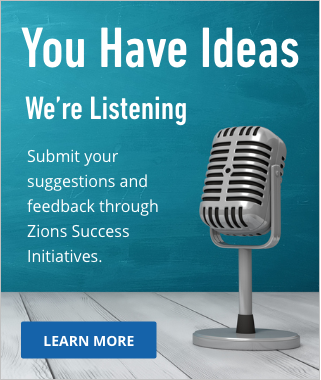 You Have Ideas
We're Listening
Submit your
suggestions and
feedback through
Zions Success
Initiatives.
LEARN MORE